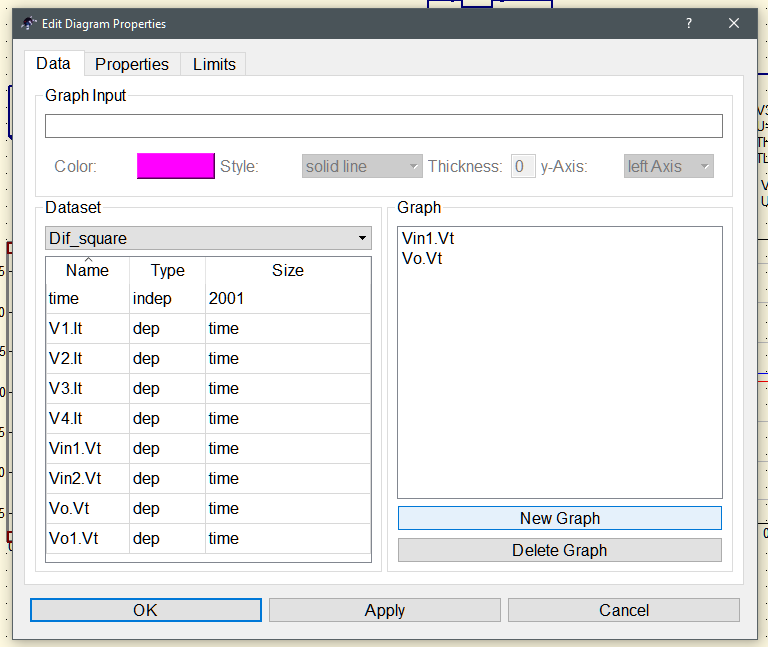 Edit Diagram Properties ?
Data Properties Limits
Graph Input
Color: Style: solid line Thickness: 0 y-Axis: left Axis
Dataset
Dif_square
Name Type Size
time indep 2001
V1.It dep time
V2.It dep time
V3.It dep time
V4.It dep time
Vin1.Vt dep time
Vin2.Vt dep time
Vo.Vt dep time
Vo1.Vt dep time
Graph
Vin1.Vt
Vo.Vt
New Graph
Delete Graph
OK Apply Cancel